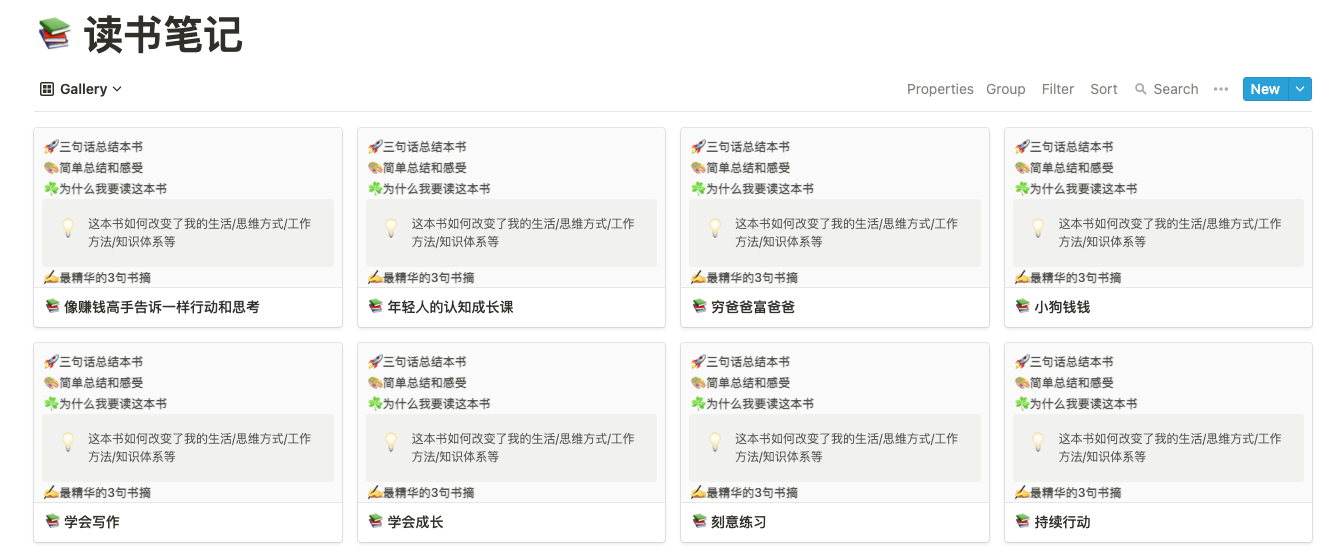 📚 读书笔记
Gallery
Properties Group Filter Sort Search ••• New
🚀三句话总结本书
🎨简单总结和感受
☘️为什么我要读这本书
💡 这本书如何改变了我的生活/思维方式/工作
方法/知识体系等
✍️最精华的3句书摘
📚 像赚钱高手告诉一样行动和思考
🚀三句话总结本书
🎨简单总结和感受
☘️为什么我要读这本书
💡 这本书如何改变了我的生活/思维方式/工作
方法/知识体系等
✍️最精华的3句书摘
📚 年轻人的认知成长课
🚀三句话总结本书
🎨简单总结和感受
☘️为什么我要读这本书
💡 这本书如何改变了我的生活/思维方式/工作
方法/知识体系等
✍️最精华的3句书摘
📚 穷爸爸富爸爸
🚀三句话总结本书
🎨简单总结和感受
☘️为什么我要读这本书
💡 这本书如何改变了我的生活/思维方式/工作
方法/知识体系等
✍️最精华的3句书摘
📚 小狗钱钱
🚀三句话总结本书
🎨简单总结和感受
☘️为什么我要读这本书
💡 这本书如何改变了我的生活/思维方式/工作
方法/知识体系等
✍️最精华的3句书摘
📚 学会写作
🚀三句话总结本书
🎨简单总结和感受
☘️为什么我要读这本书
💡 这本书如何改变了我的生活/思维方式/工作
方法/知识体系等
✍️最精华的3句书摘
📚 学会成长
🚀三句话总结本书
🎨简单总结和感受
☘️为什么我要读这本书
💡 这本书如何改变了我的生活/思维方式/工作
方法/知识体系等
✍️最精华的3句书摘
📚 刻意练习
🚀三句话总结本书
🎨简单总结和感受
☘️为什么我要读这本书
💡 这本书如何改变了我的生活/思维方式/工作
方法/知识体系等
✍️最精华的3句书摘
📚 持续行动